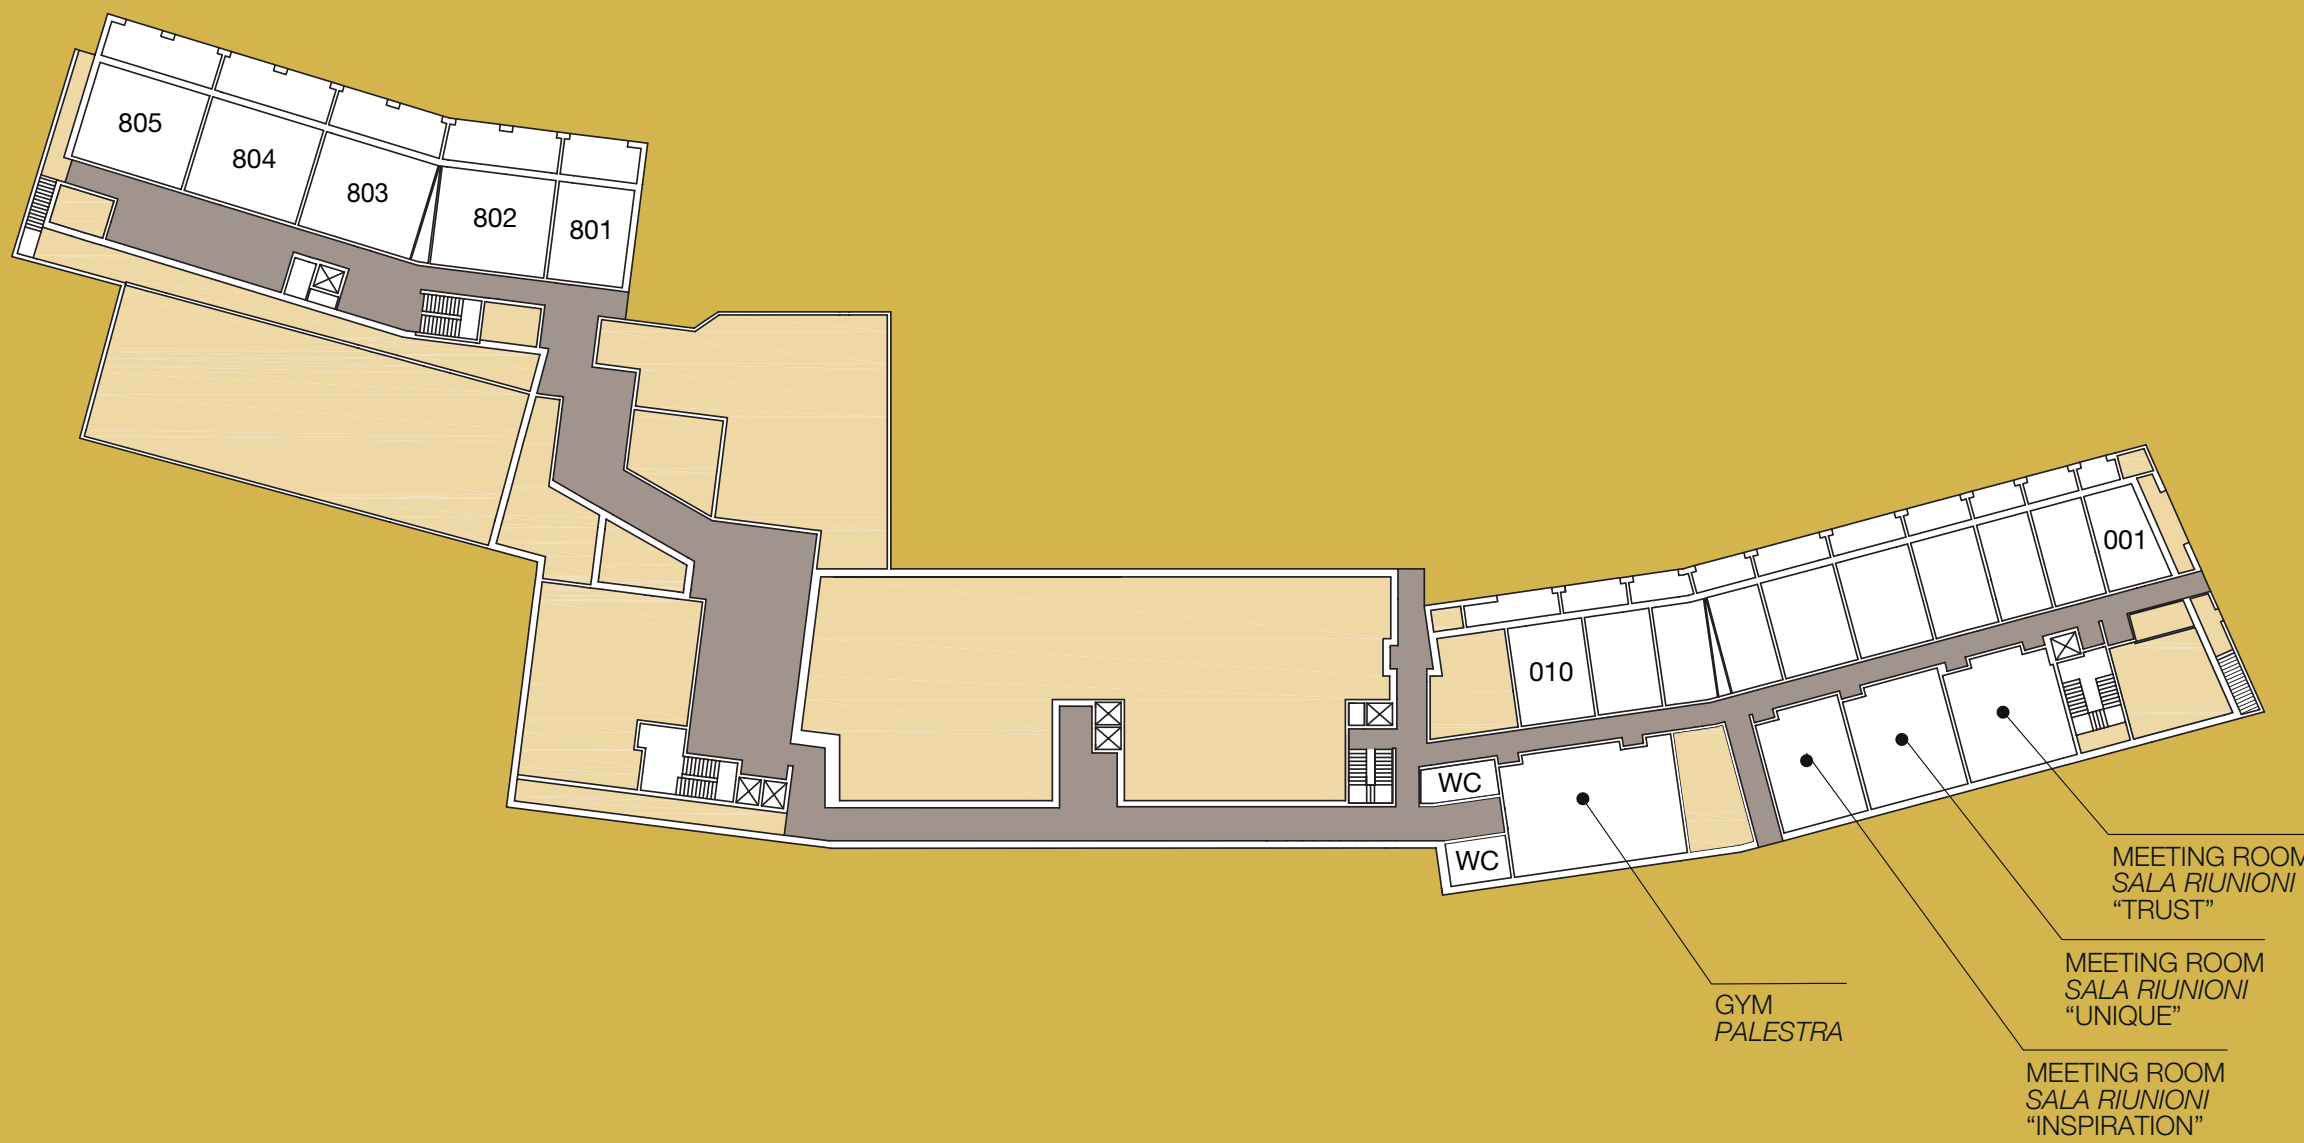 805
804
803
802
801
001
010
WC
WC
MEETING ROOM
SALA RIUNIONI
“TRUST”
MEETING ROOM
SALA RIUNIONI
“UNIQUE”
GYM
PALESTRA
MEETING ROOM
SALA RIUNIONI
“INSPIRATION”